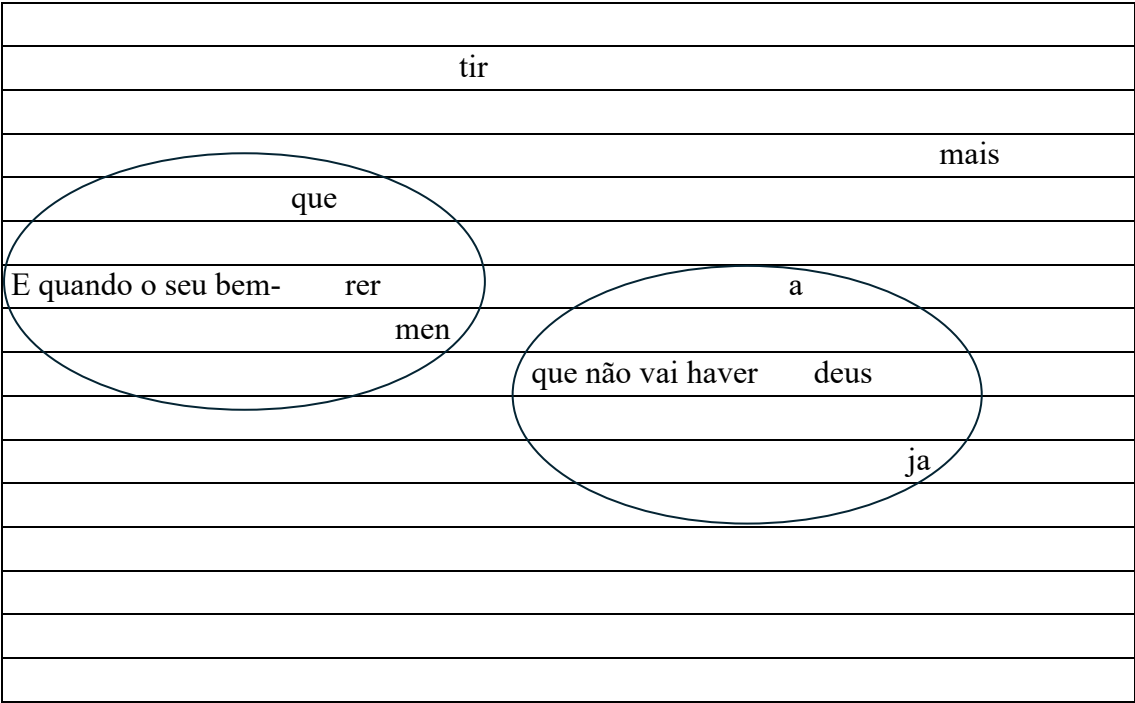 tir
mais
que
E quando o seu bem- rer a
men
que não vai haver deus
ja